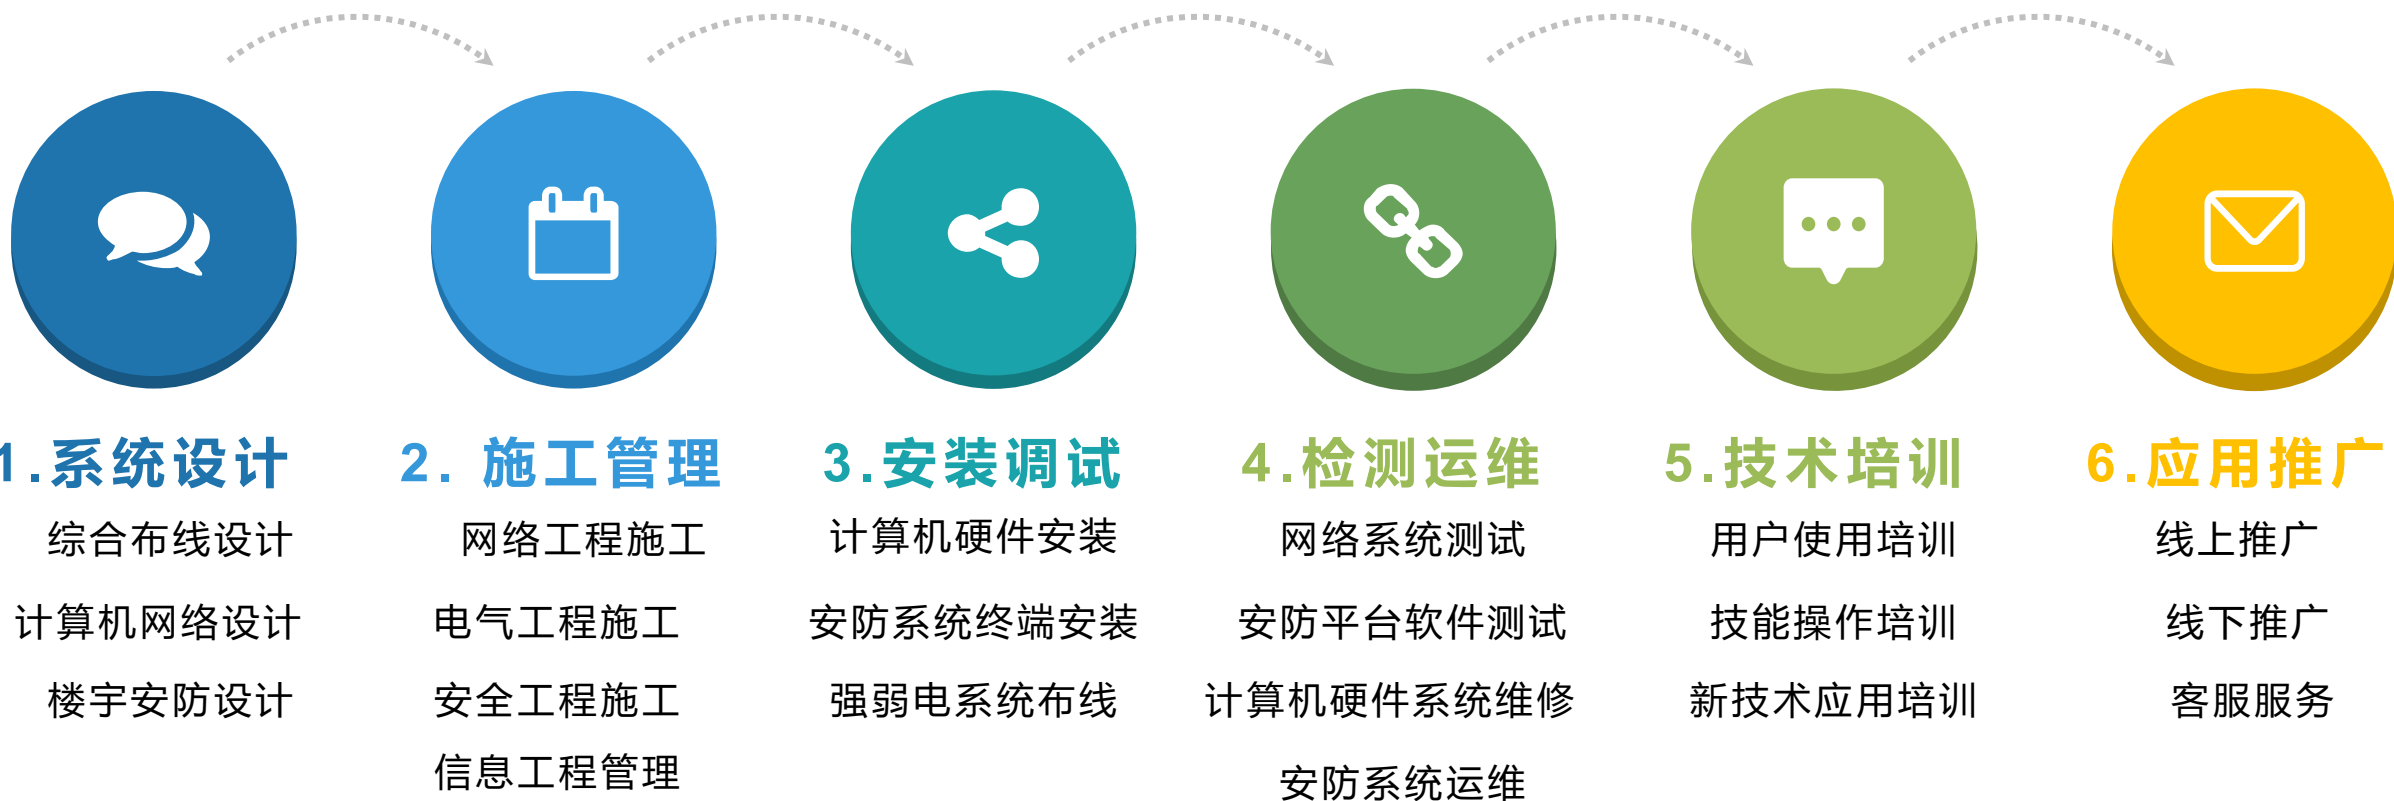 1.系统设计
综合布线设计
计算机网络设计
楼宇安防设计
2. 施工管理
网络工程施工
电气工程施工
安全工程施工
信息工程管理
3.安装调试
计算机硬件安装
安防系统终端安装
强弱电系统布线
4.检测运维
网络系统测试
安防平台软件测试
计算机硬件系统维修
安防系统运维
5.技术培训
用户使用培训
技能操作培训
新技术应用培训
6.应用推广
线上推广
线下推广
客服服务